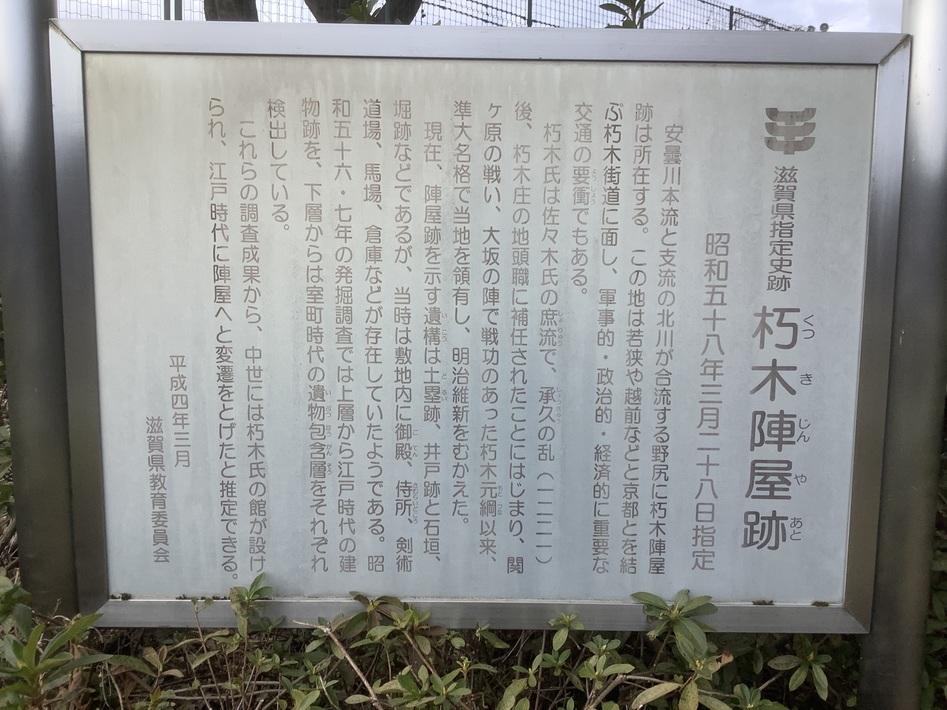 滋賀県指定史跡 朽木陣屋跡
くつ き じん や あと
昭和五十八年三月二十八日指定
安曇川本流と支流の北川が合流する野尻に朽木陣屋
跡は所在する。この地は若狭や越前などと京都とを結
ぶ朽木街道に面し、軍事的・政治的・経済的に重要な
交通の要衝でもある。
朽木氏は佐々木氏の庶流で、承久の乱(一二二一)
後、朽木庄の地頭職に補任されたことにはじまり、関
ヶ原の戦い、大坂の陣で戦功のあった朽木元綱以来、
準大名格で当地を領有し、明治維新をむかえた。
現在、陣屋跡を示す遺構は土塁跡、井戸跡と石垣、
堀跡などであるが、当時は敷地内に御殿、侍所、剣術
道場、馬場、倉庫などが存在していたようである。昭
和五十六・七年の発掘調査では上層から江戸時代の建
物跡を、下層からは室町時代の遺物包含層をそれぞれ
検出している。
これらの調査成果から、中世には朽木氏の館が設け
られ、江戸時代に陣屋へと変遷をとげたと推定できる。
平成四年三月
滋賀県教育委員会